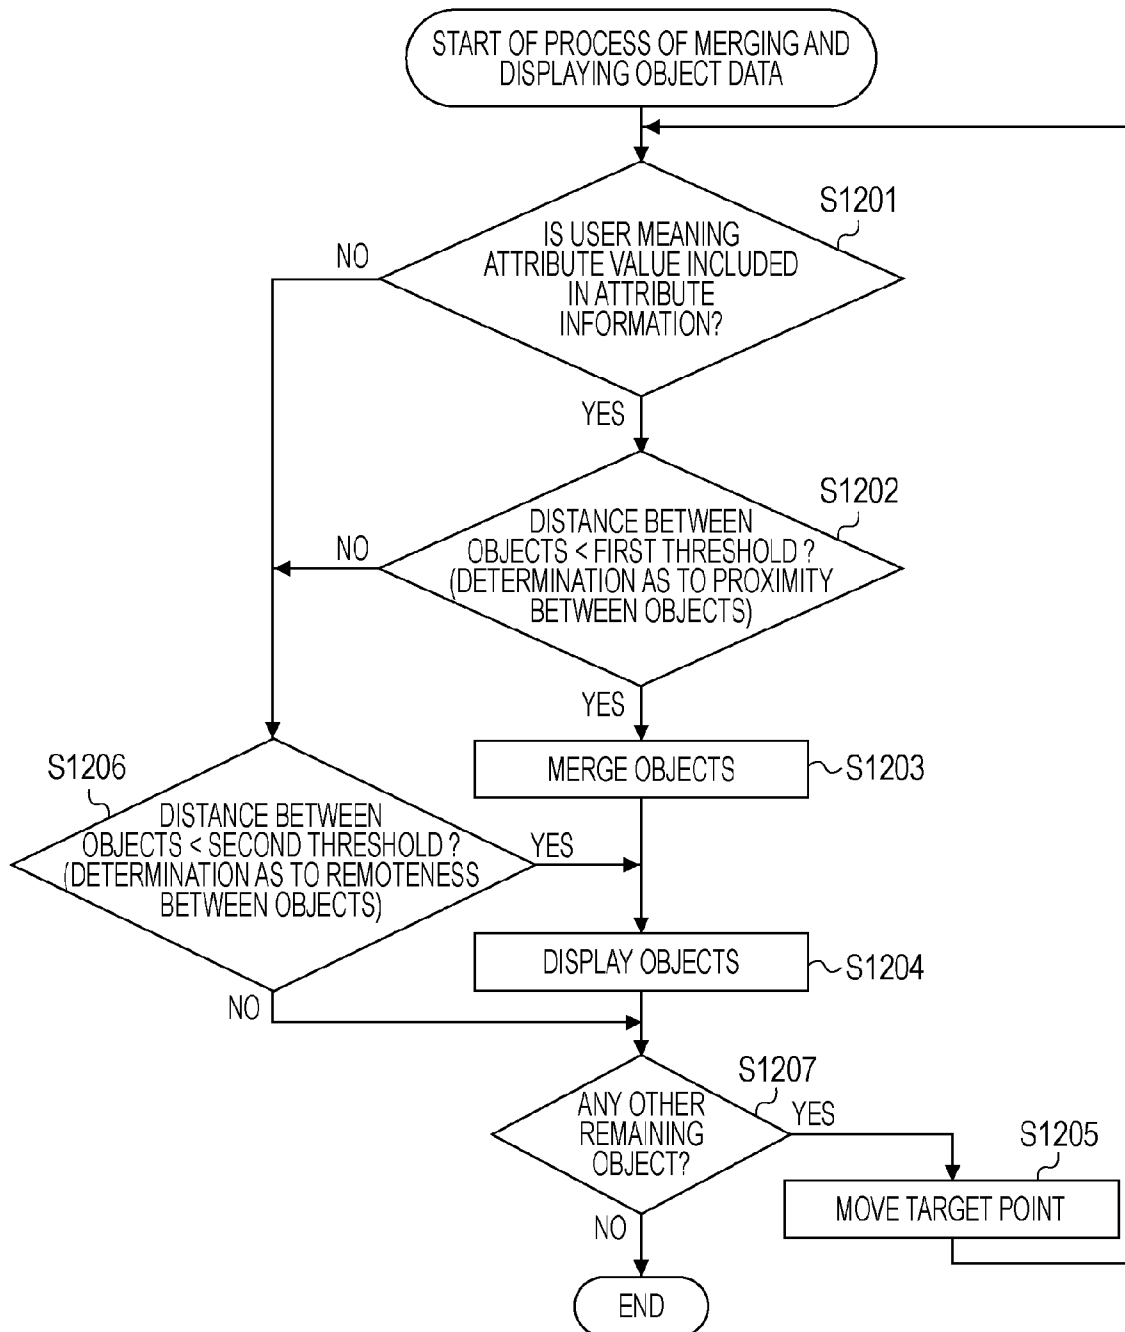 START OF PROCESS OF MERGING AND
DISPLAYING OBJECT DATA
S1201
IS USER MEANING
ATTRIBUTE VALUE INCLUDED
IN ATTRIBUTE
INFORMATION?
NO
YES
S1202
DISTANCE BETWEEN
OBJECTS < FIRST THRESHOLD ?
(DETERMINATION AS TO PROXIMITY
BETWEEN OBJECTS)
NO
YES
MERGE OBJECTS
S1203
S1206
DISTANCE BETWEEN
OBJECTS < SECOND THRESHOLD ?
(DETERMINATION AS TO REMOTENESS
BETWEEN OBJECTS)
YES
NO
DISPLAY OBJECTS
S1204
S1207
ANY OTHER
REMAINING
OBJECT?
YES
NO
S1205
MOVE TARGET POINT
END